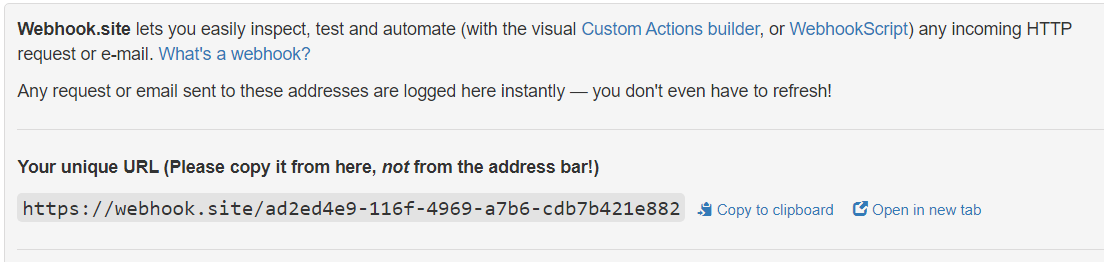 Webhook.site lets you easily inspect, test and automate (with the visual Custom Actions builder, or WebhookScript) any incoming HTTP
request or e-mail. What's a webhook?
Any request or email sent to these addresses are logged here instantly — you don't even have to refresh!
Your unique URL (Please copy it from here, not from the address bar!)
https://webhook.site/ad2ed4e9-116f-4969-a7b6-cdb7b421e882 Copy to clipboard Open in new tab